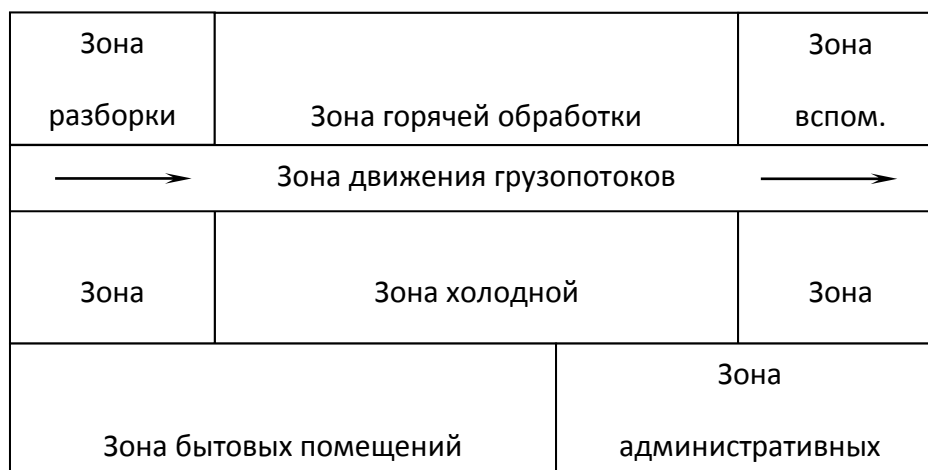 Зона
разборки
Зона горячей обработки
Зона
вспом.
Зона движения грузопотоков
Зона
Зона холодной
Зона
Зона бытовых помещений
Зона
административных